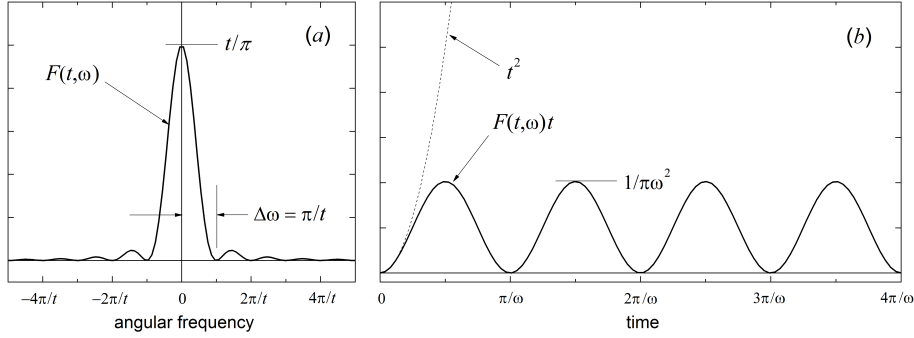 (a)
t/π
F(t,ω)
Δω = π/t
−4π/t −2π/t 0 2π/t 4π/t
angular frequency
(b)
t²
F(t,ω)t
1/πω²
0 π/ω 2π/ω 3π/ω 4π/ω
time